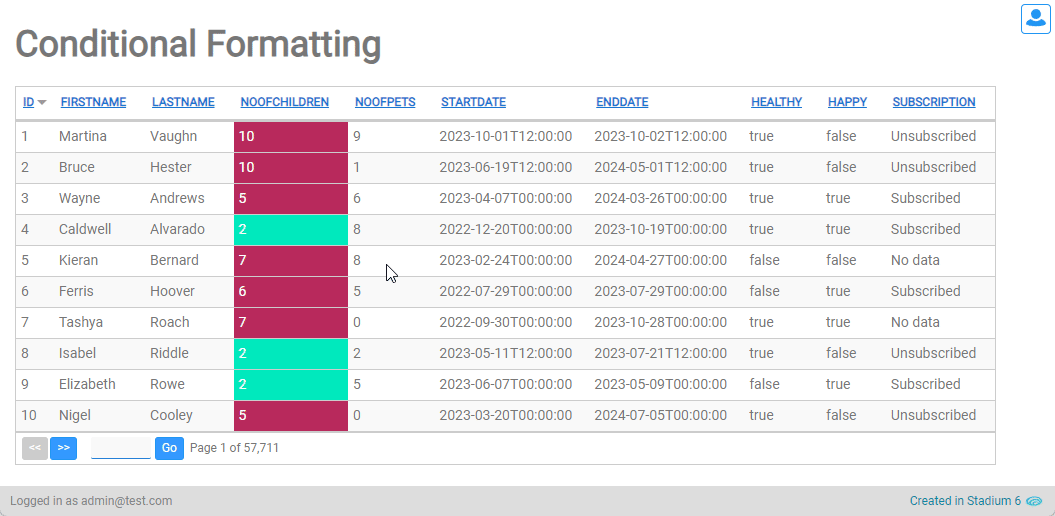 Conditional Formatting
ID FIRSTNAME LASTNAME NOOFCHILDREN NOOFPETS STARTDATE ENDDATE HEALTHY HAPPY SUBSCRIPTION
1 Martina Vaughn 10 9 2023-10-01T12:00:00 2023-10-02T12:00:00 true false Unsubscribed
2 Bruce Hester 10 1 2023-06-19T12:00:00 2024-05-01T12:00:00 true false Unsubscribed
3 Wayne Andrews 5 6 2023-04-07T00:00:00 2024-03-26T00:00:00 true true Subscribed
4 Caldwell Alvarado 2 8 2022-12-20T00:00:00 2023-10-19T00:00:00 true true Subscribed
5 Kieran Bernard 7 8 2023-02-24T00:00:00 2024-04-27T00:00:00 false false No data
6 Ferris Hoover 6 5 2022-07-29T00:00:00 2023-07-29T00:00:00 false true Subscribed
7 Tashya Roach 7 0 2022-09-30T00:00:00 2023-10-28T00:00:00 true true No data
8 Isabel Riddle 2 2 2023-05-11T12:00:00 2023-07-21T12:00:00 true false Unsubscribed
9 Elizabeth Rowe 2 5 2023-06-07T00:00:00 2023-05-09T00:00:00 false true Subscribed
10 Nigel Cooley 5 0 2023-03-20T00:00:00 2024-07-05T00:00:00 true false Unsubscribed
<< >> Go Page 1 of 57,711
Logged in as admin@test.com Created in Stadium 6